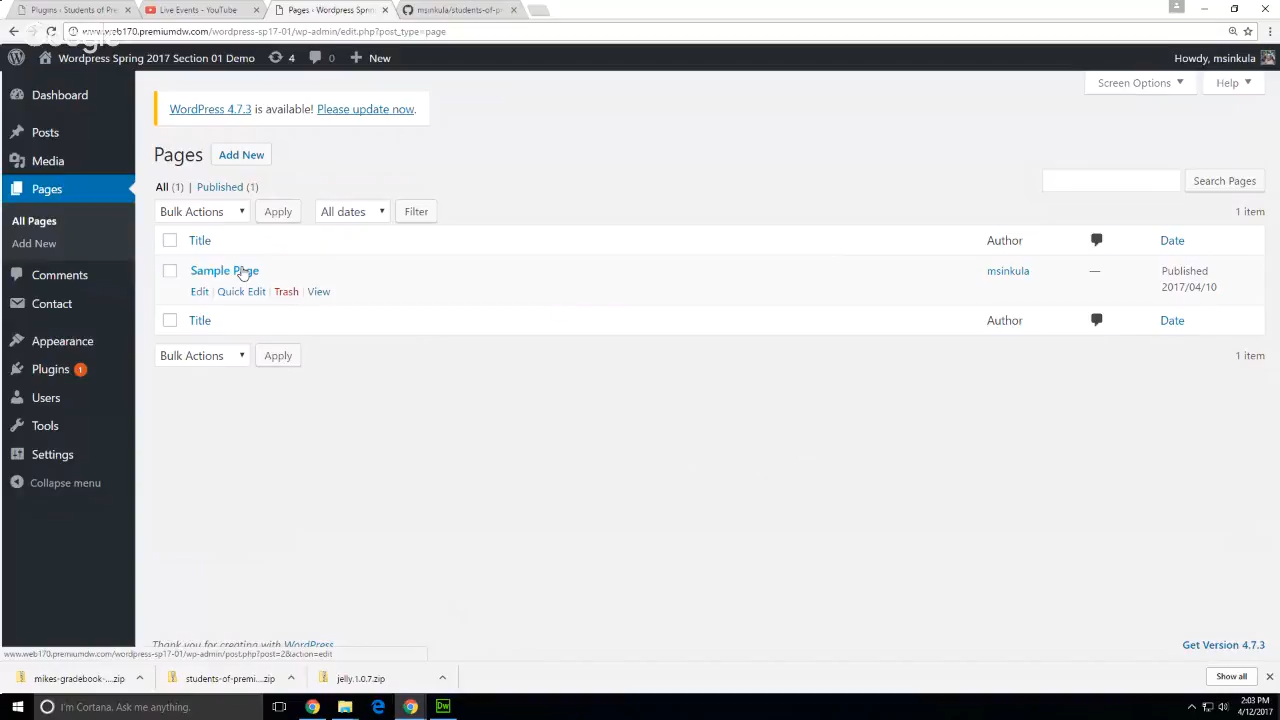 Plugins ‹ Students of Pre
Live Events - YouTube
Pages ‹ Wordpress Sprin
msinkula/students-of-pr
www.web170.premiumdw.com/wordpress-sp17-01/wp-admin/edit.php?post_type=page
Google
Wordpress Spring 2017 Section 01 Demo
4
0
New
Howdy, msinkula
Screen Options
Help
Dashboard
Posts
Media
Pages
All Pages
Add New
Comments
Contact
Appearance
Plugins 1
Users
Tools
Settings
Collapse menu
WordPress 4.7.3 is available! Please update now.
Pages Add New
All (1) | Published (1)
Search Pages
Bulk Actions Apply All dates Filter 1 item
Title Author Date
Sample Page msinkula — Published
2017/04/10
Edit | Quick Edit | Trash | View
Title Author Date
Bulk Actions Apply 1 item
Thank you for creating with WordPress
Get Version 4.7.3
www.web170.premiumdw.com/wordpress-sp17-01/wp-admin/post.php?post=2&action=edit
mikes-gradebook-....zip
students-of-premi....zip
jelly.1.0.7.zip
Show all
I'm Cortana. Ask me anything.
Dw
2:03 PM
4/12/2017